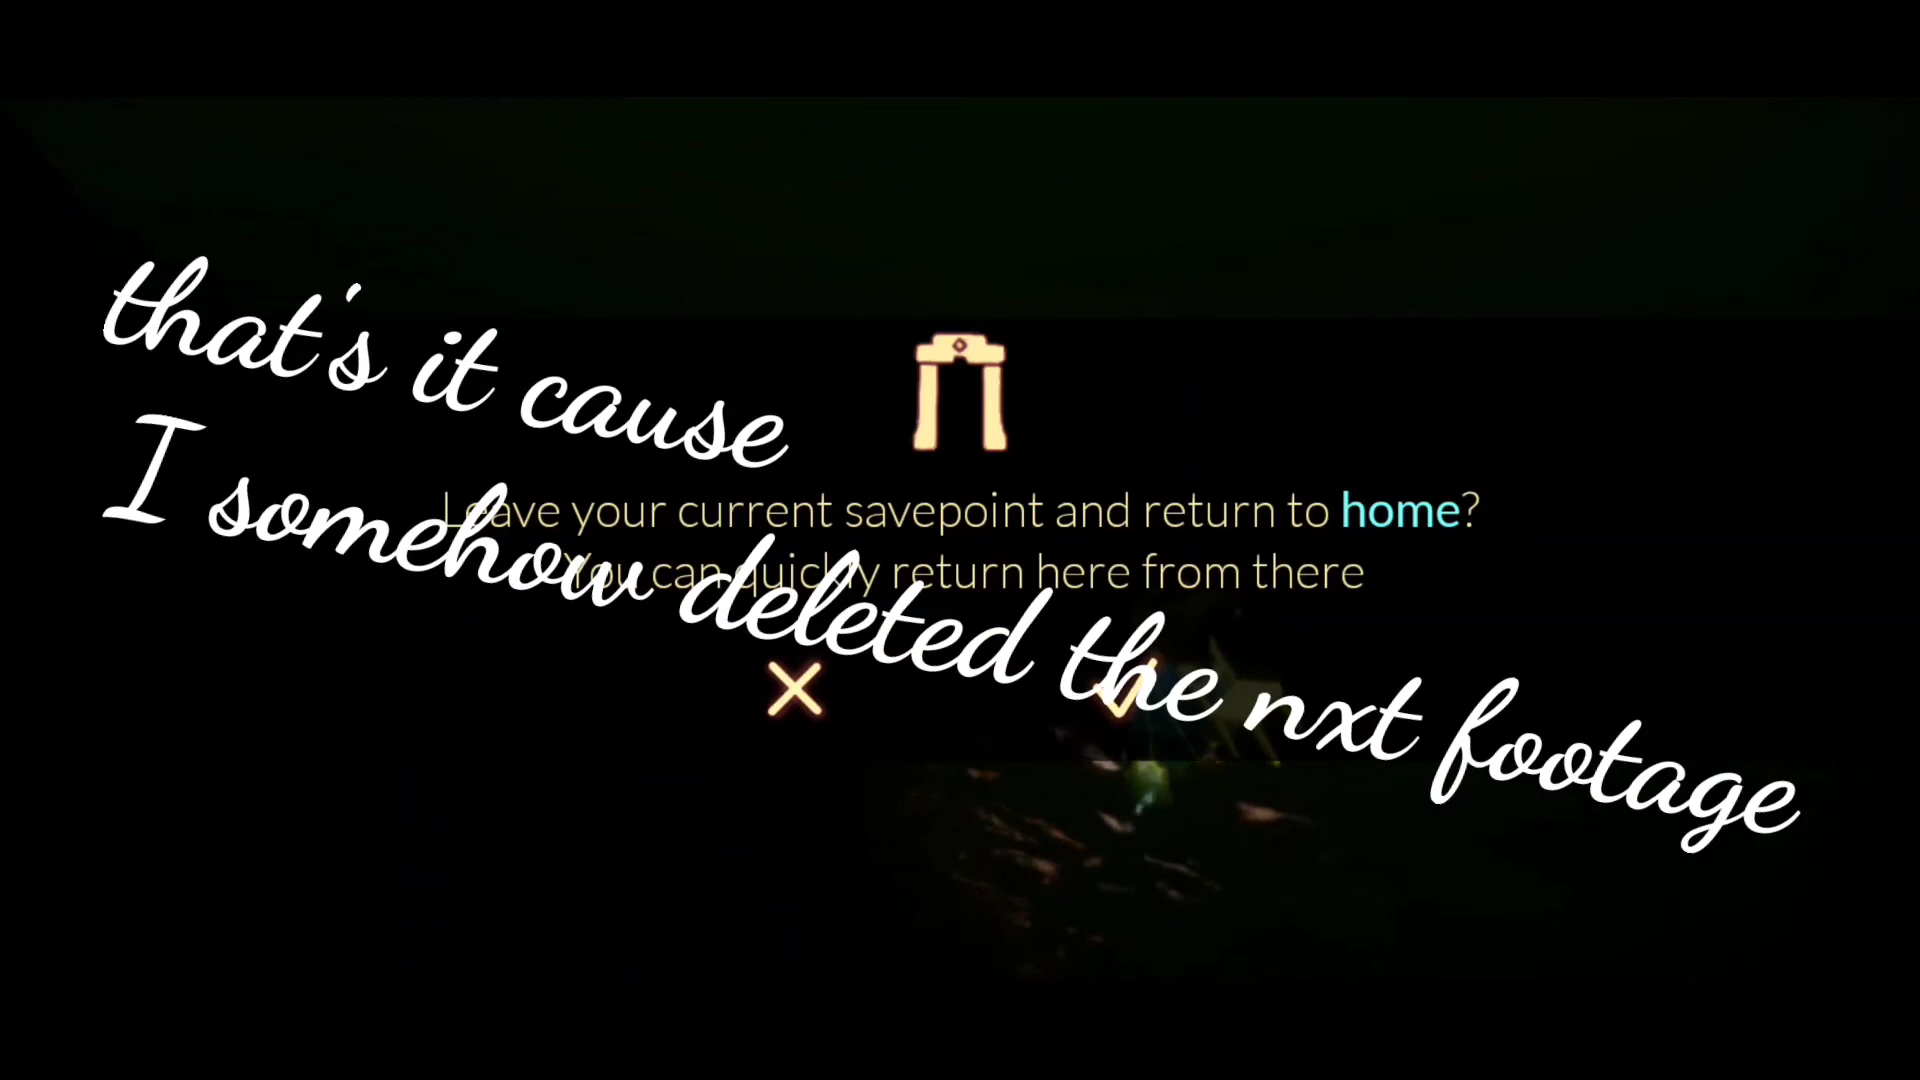 that's it cause
I somehow deleted the nxt footage
Leave your current savepoint and return to home?
You can quickly return here from there